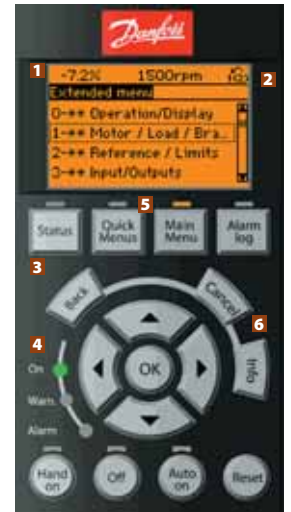 Danfoss
1
-7.2% 1500rpm 1(1)
2
Extended menu
0-** Operation/Display
1-** Motor / Load / Bra..
2-** Reference / Limits
3-** Input/Outputs
5
Status Quick Menus Main Menu Alarm log
3
Back Cancel
6
4
OK
Info
On
Warn.
Alarm
Hand on Off Auto on Reset